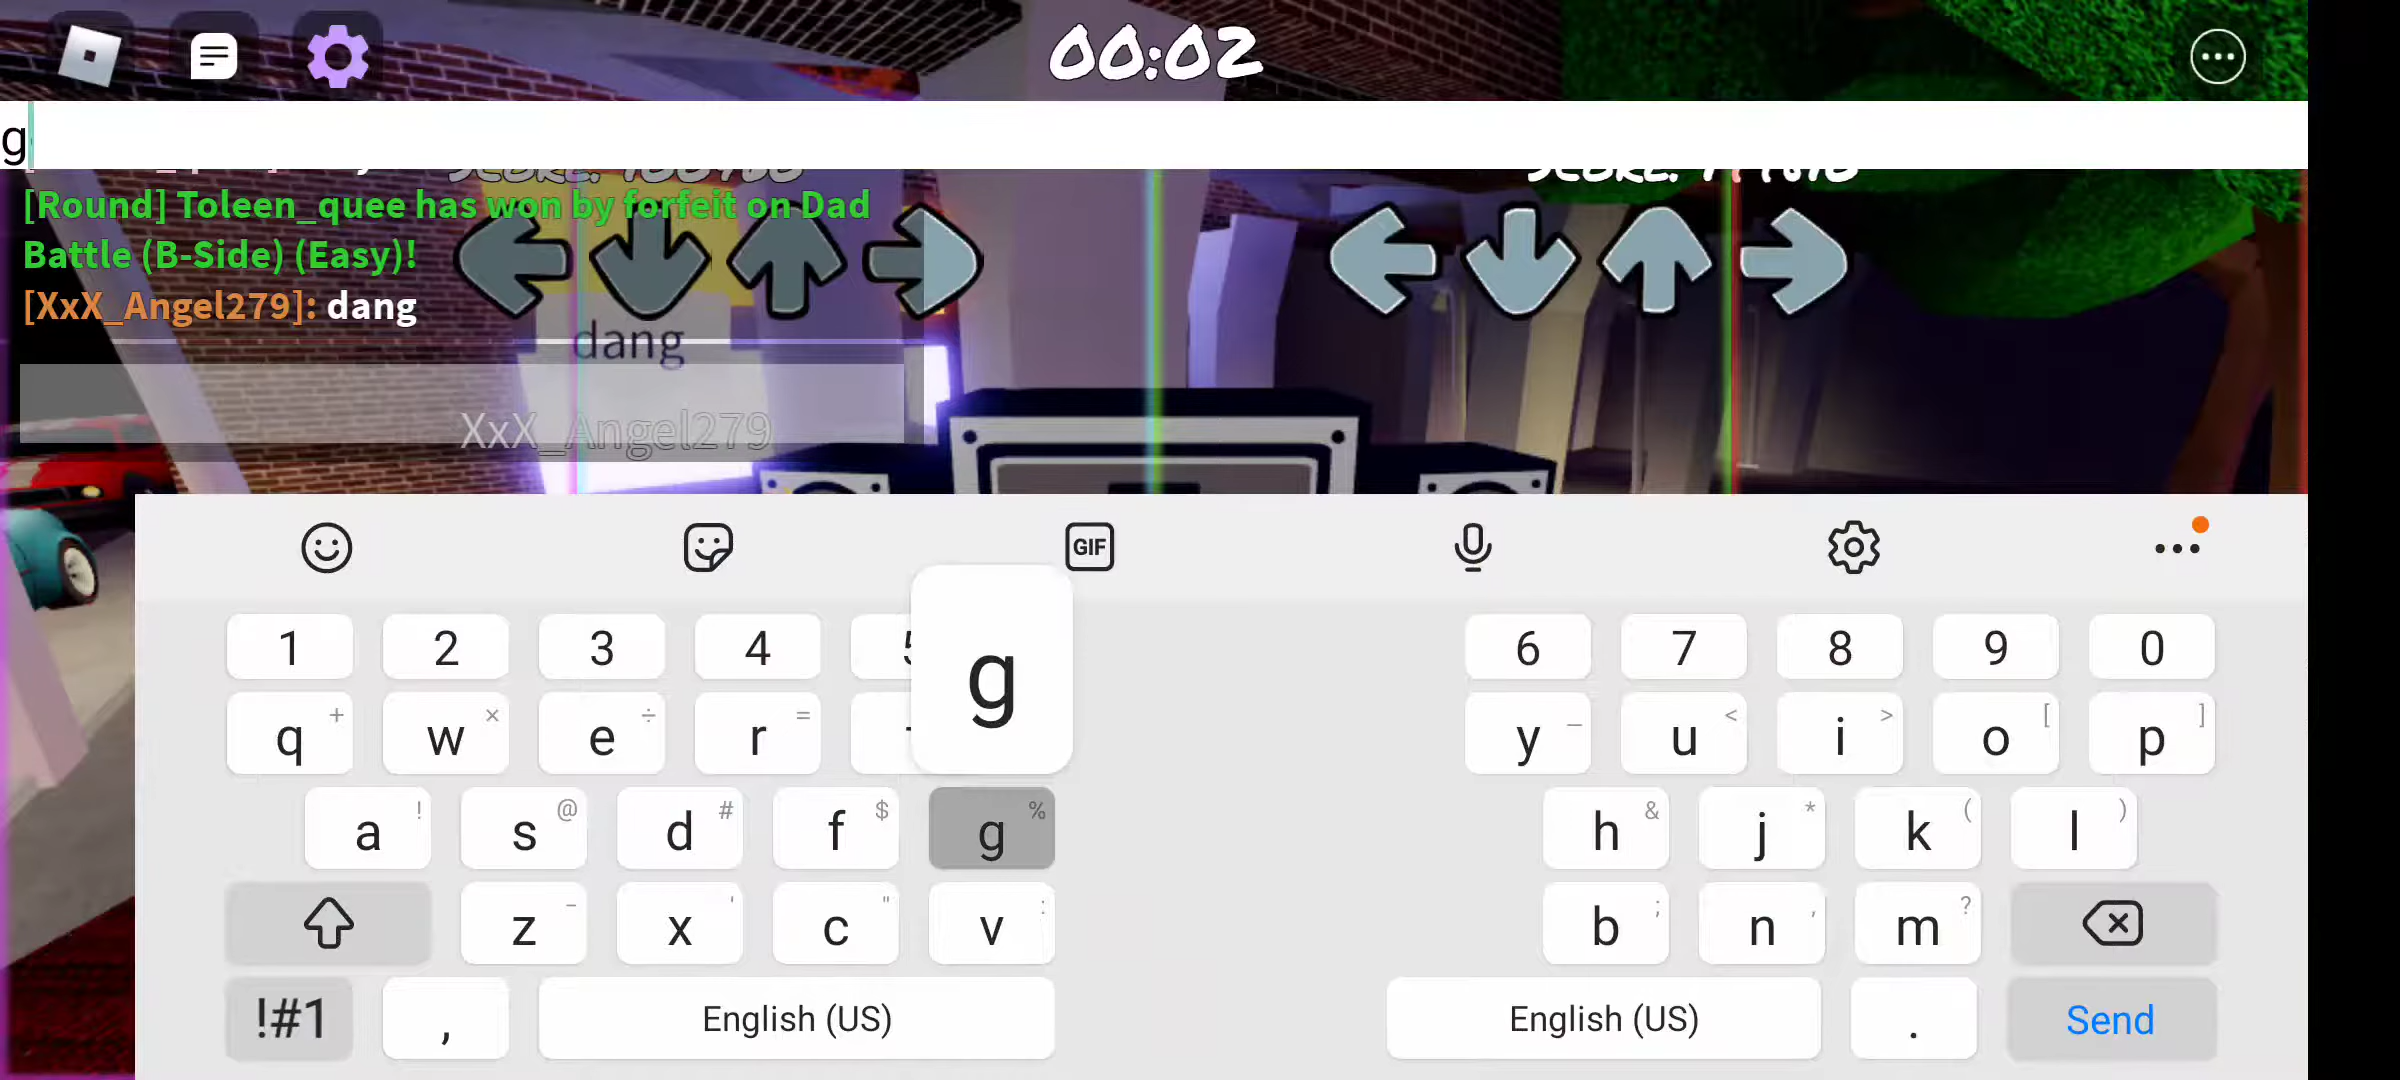 00:02
g
[Round] Toleen_quee has won by forfeit on Dad
Battle (B-Side) (Easy)!
[XxX_Angel279]: dang
dang
XxX_Angel279
GIF
1 2 3 4 6 7 8 9 0
g
q + w × e ÷ r = y _ u < i > o [ p ]
a ! s @ d # f $ g % h & j * k ( l )
z - x ' c " v : b ; n , m ?
!#1 , English (US) English (US) . Send